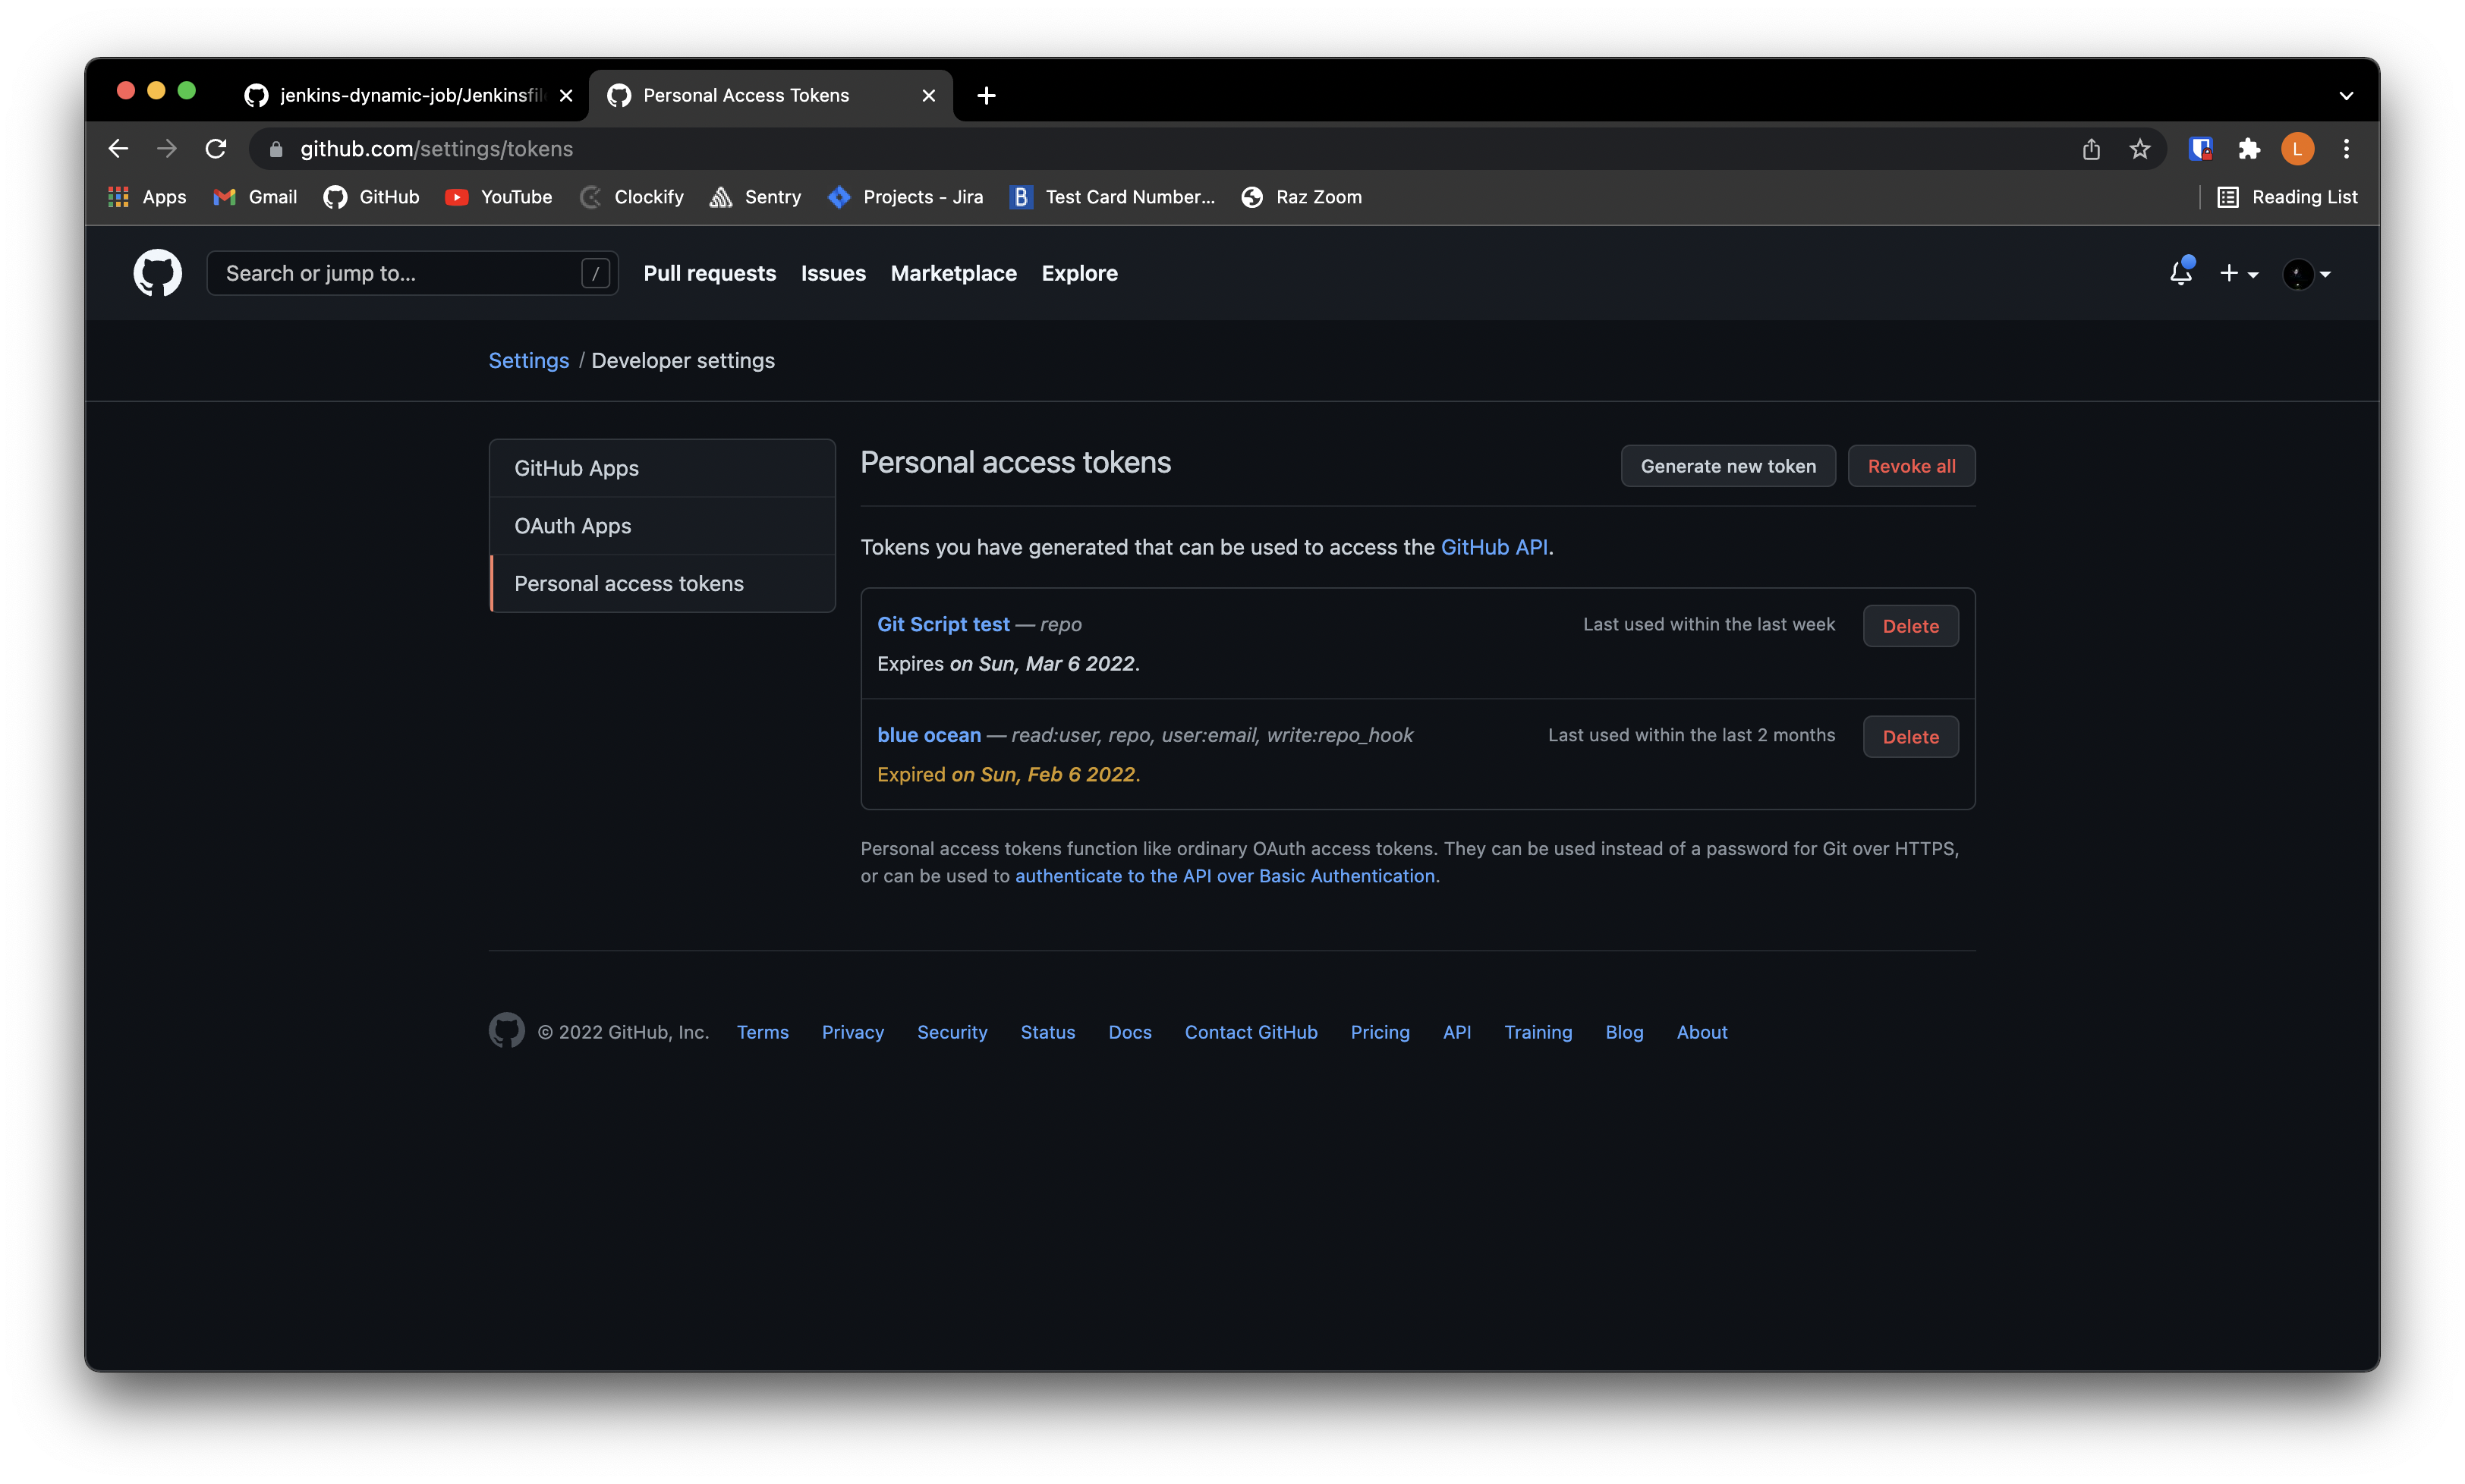 jenkins-dynamic-job/Jenkinsfil
Personal Access Tokens
github.com/settings/tokens
L
Apps
Gmail
GitHub
YouTube
Clockify
Sentry
Projects - Jira
B
Test Card Number...
Raz Zoom
Reading List
Search or jump to...
/
Pull requests
Issues
Marketplace
Explore
Settings / Developer settings
GitHub Apps
OAuth Apps
Personal access tokens
Personal access tokens
Generate new token
Revoke all
Tokens you have generated that can be used to access the GitHub API.
Git Script test — repo
Last used within the last week
Delete
Expires on Sun, Mar 6 2022.
blue ocean — read:user, repo, user:email, write:repo_hook
Last used within the last 2 months
Delete
Expired on Sun, Feb 6 2022.
Personal access tokens function like ordinary OAuth access tokens. They can be used instead of a password for Git over HTTPS,
or can be used to authenticate to the API over Basic Authentication.
© 2022 GitHub, Inc.
Terms
Privacy
Security
Status
Docs
Contact GitHub
Pricing
API
Training
Blog
About